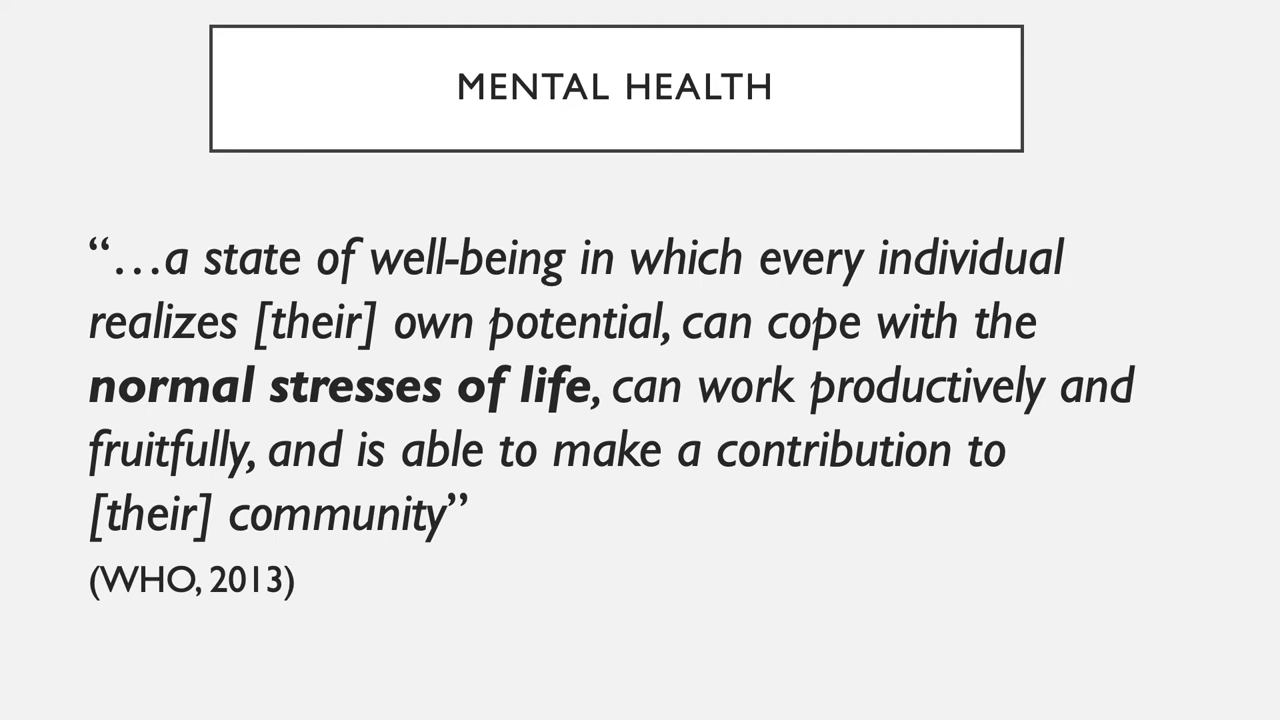 MENTAL HEALTH
“…a state of well-being in which every individual
realizes [their] own potential, can cope with the
normal stresses of life, can work productively and
fruitfully, and is able to make a contribution to
[their] community”
(WHO, 2013)